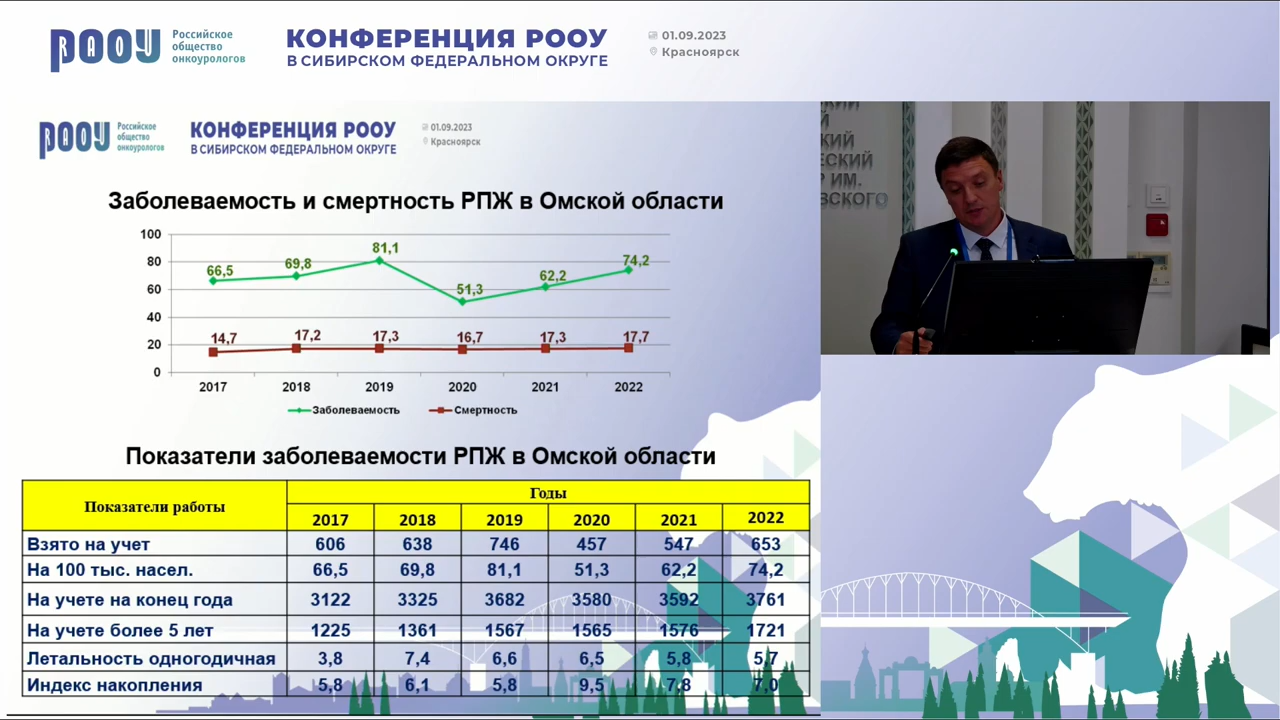 РООУ
Российское
общество
онкоурологов
КОНФЕРЕНЦИЯ РООУ
В СИБИРСКОМ ФЕДЕРАЛЬНОМ ОКРУГЕ
01.09.2023
Красноярск
РООУ
Российское
общество
онкоурологов
КОНФЕРЕНЦИЯ РООУ
В СИБИРСКОМ ФЕДЕРАЛЬНОМ ОКРУГЕ
01.09.2023
Красноярск
Заболеваемость и смертность РПЖ в Омской области
100
80
60
40
20
0
66,5 69,8 81,1 51,3 62,2 74,2
14,7 17,2 17,3 16,7 17,3 17,7
2017 2018 2019 2020 2021 2022
Заболеваемость Смертность
Показатели заболеваемости РПЖ в Омской области
Показатели работы Годы
2017 2018 2019 2020 2021 2022
Взято на учет 606 638 746 457 547 653
На 100 тыс. насел. 66,5 69,8 81,1 51,3 62,2 74,2
На учете на конец года 3122 3325 3682 3580 3592 3761
На учете более 5 лет 1225 1361 1567 1565 1576 1721
Летальность одногодичная 3,8 7,4 6,6 6,5 5,8 5,7
Индекс накопления 5,8 6,1 5,8 9,5 7,8 7,0